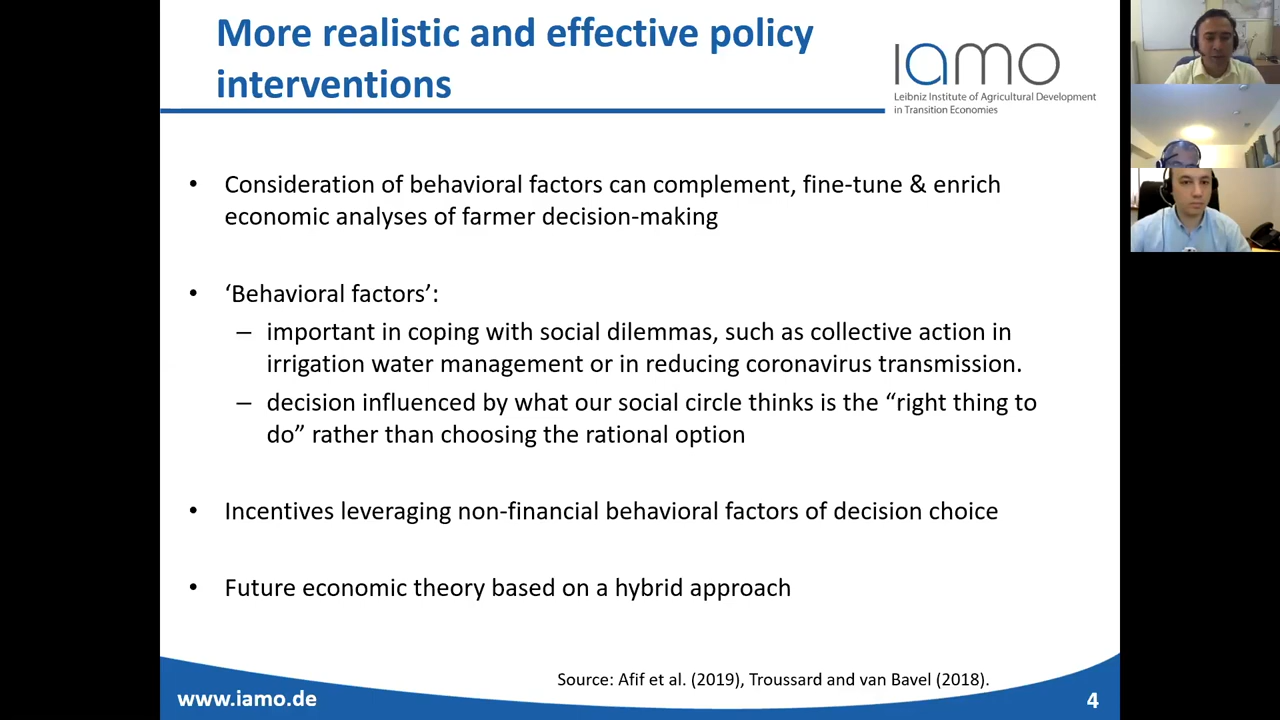 More realistic and effective policy
interventions
iamo
Leibniz Institute of Agricultural Development
in Transition Economies
• Consideration of behavioral factors can complement, fine-tune & enrich
economic analyses of farmer decision-making
• ‘Behavioral factors’:
– important in coping with social dilemmas, such as collective action in
irrigation water management or in reducing coronavirus transmission.
– decision influenced by what our social circle thinks is the “right thing to
do” rather than choosing the rational option
• Incentives leveraging non-financial behavioral factors of decision choice
• Future economic theory based on a hybrid approach
Source: Afif et al. (2019), Troussard and van Bavel (2018).
www.iamo.de
4